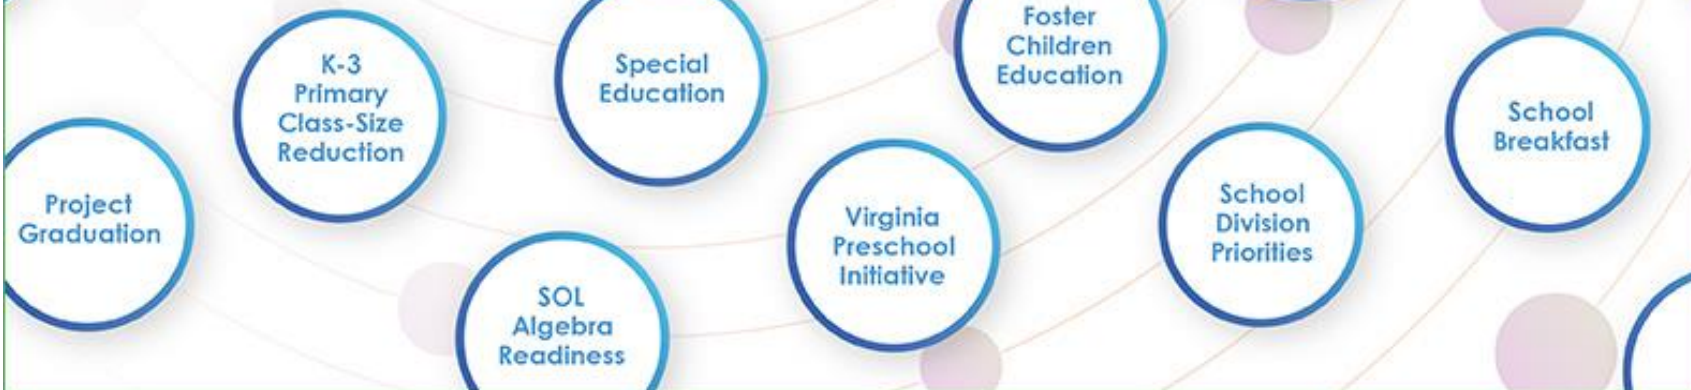 Project
Graduation
K-3
Primary
Class-Size
Reduction
Special
Education
SOL
Algebra
Readiness
Virginia
Preschool
Initiative
Foster
Children
Education
School
Division
Priorities
School
Breakfast